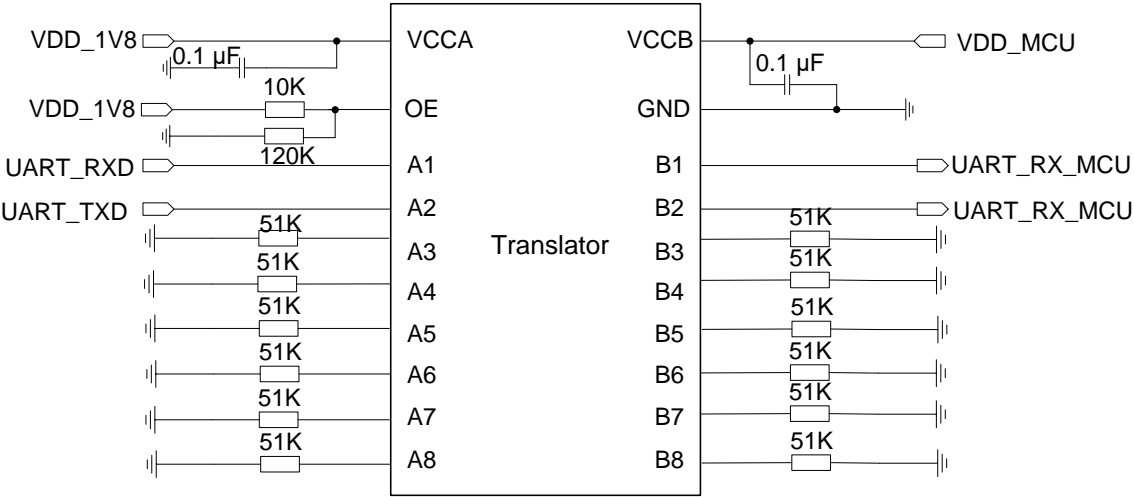 VDD_1V8 VCCA VCCB VDD_MCU
0.1 µF 0.1 µF
10K
VDD_1V8 OE GND
120K
UART_RXD A1 B1 UART_RX_MCU
UART_TXD A2 B2 UART_RX_MCU
51K 51K
A3 Translator B3
51K 51K
A4 B4
51K 51K
A5 B5
51K 51K
A6 B6
51K 51K
A7 B7
51K 51K
A8 B8